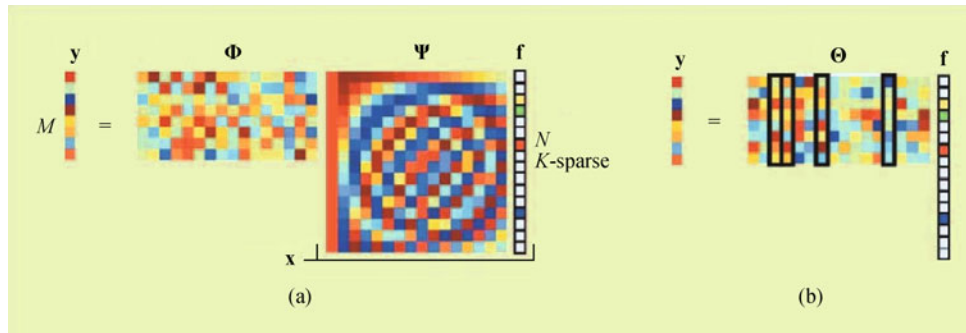 y Φ Ψ f
M = N
K-sparse
x
(a)
y Θ f
=
(b)